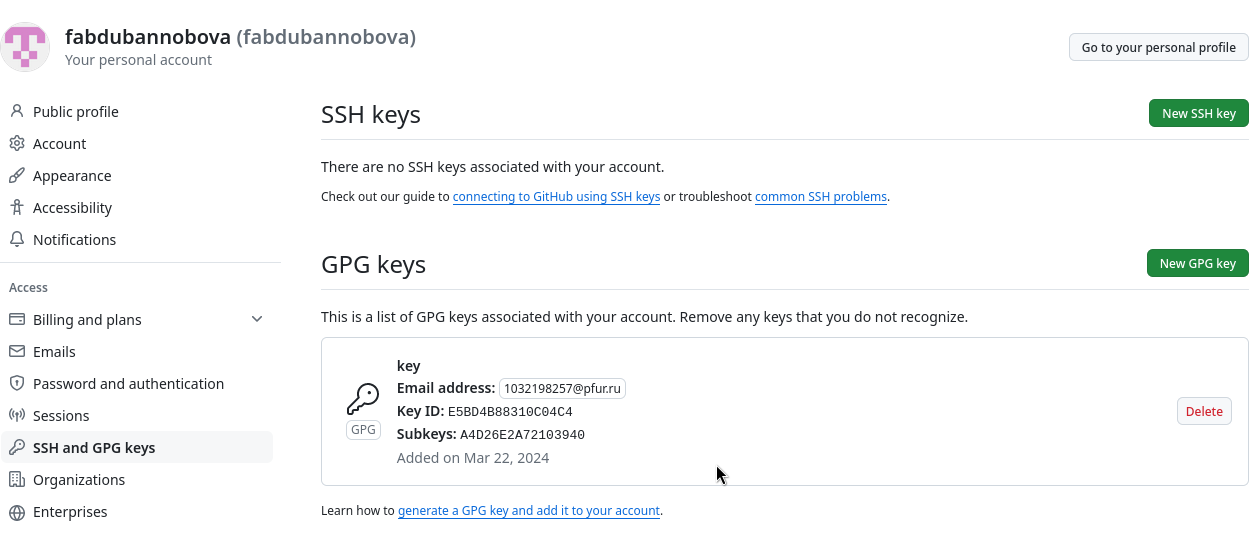 fabdubannobova (fabdubannobova)
Your personal account
Go to your personal profile
Public profile
Account
Appearance
Accessibility
Notifications
Access
Billing and plans
Emails
Password and authentication
Sessions
SSH and GPG keys
Organizations
Enterprises
SSH keys
New SSH key
There are no SSH keys associated with your account.
Check out our guide to connecting to GitHub using SSH keys or troubleshoot common SSH problems.
GPG keys
New GPG key
This is a list of GPG keys associated with your account. Remove any keys that you do not recognize.
key
Email address: 1032198257@pfur.ru
Key ID: E5BD4B88310C04C4
GPG
Subkeys: A4D26E2A72103940
Added on Mar 22, 2024
Delete
Learn how to generate a GPG key and add it to your account.